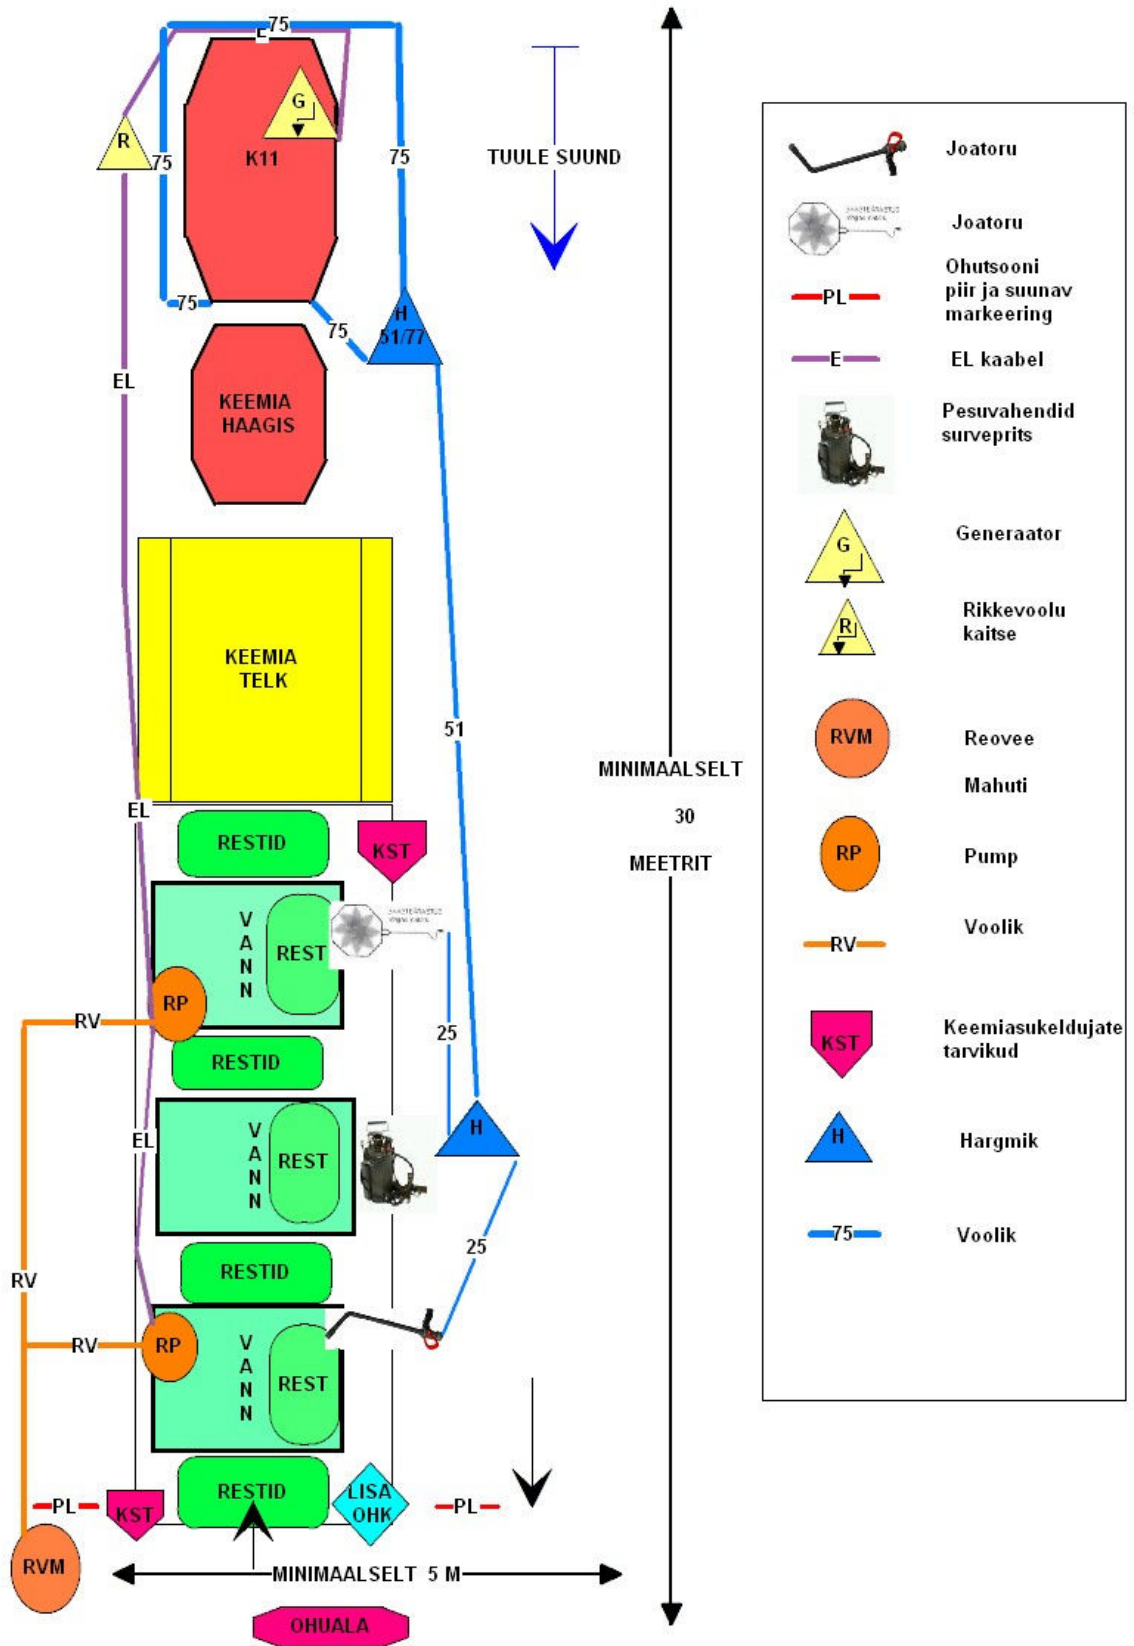 75
E
G
R
K11
75
75
TUULE SUUND
75
75
H
51/77
EL
KEEMIA
HAAGIS
KEEMIA
TELK
51
MINIMAALSELT
30
MEETRIT
EL
RESTID
KST
V
A
N
N
REST
RP
RV
25
RESTID
H
EL
V
A
N
N
REST
25
RESTID
RV
RV
RP
V
A
N
N
REST
RESTID
LISA
OHK
PL
KST
PL
RVM
MINIMAALSELT 5 M
OHUALA
Joatoru
Joatoru
Ohutsooni
piir ja suunav
markeering
PL
E
EL kaabel
Pesuvahendid
surveprits
G
Generaator
R
Rikkevoolu
kaitse
RVM
Reovee
Mahuti
RP
Pump
RV
Voolik
KST
Keemiasukeldujate
tarvikud
H
Hargmik
75
Voolik